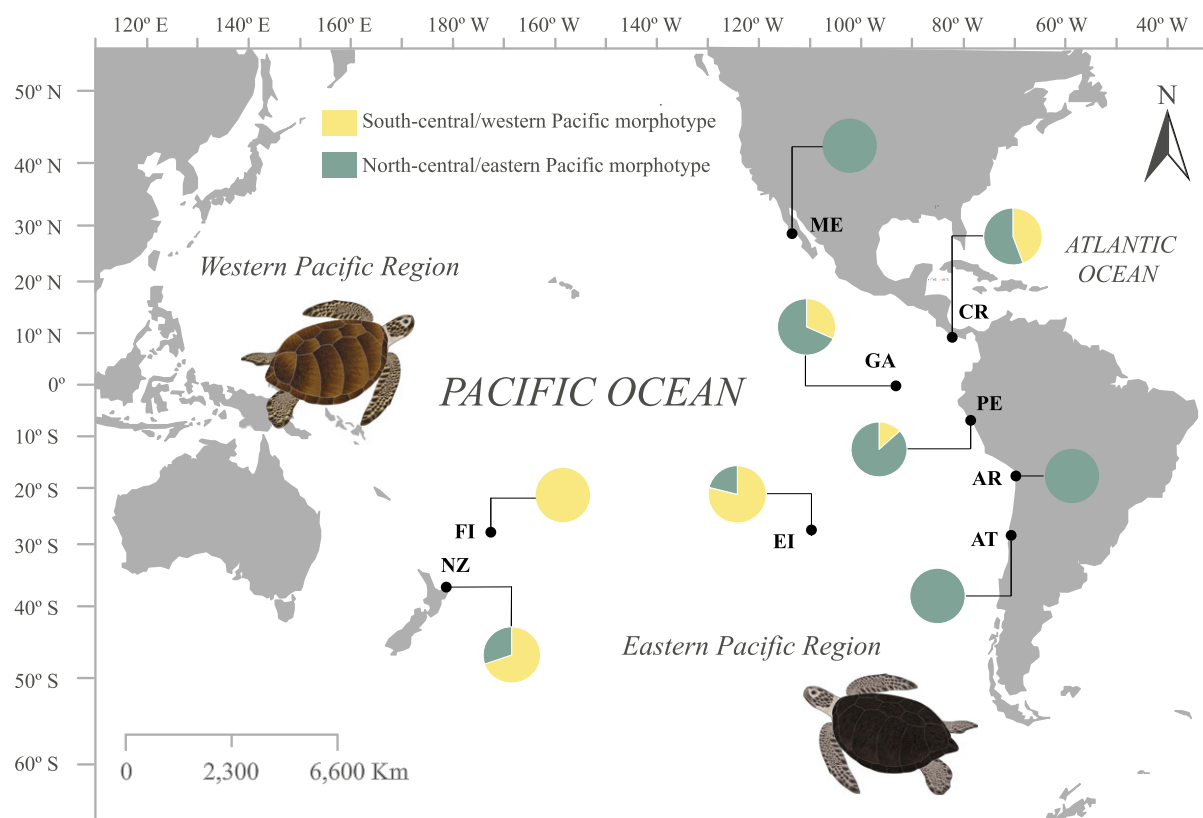 120º E 140º E 160º E 180º W 160º W 140º W 120º W 100º W 80º W 60º W 40º W
50º N
40º N
30º N
20º N
10º N
0º
10º S
20º S
30º S
40º S
50º S
60º S
South-central/western Pacific morphotype
North-central/eastern Pacific morphotype
N
ME
Western Pacific Region
ATLANTIC
OCEAN
CR
GA
PACIFIC OCEAN
PE
AR
FI
EI
AT
NZ
Eastern Pacific Region
0 2,300 6,600 Km